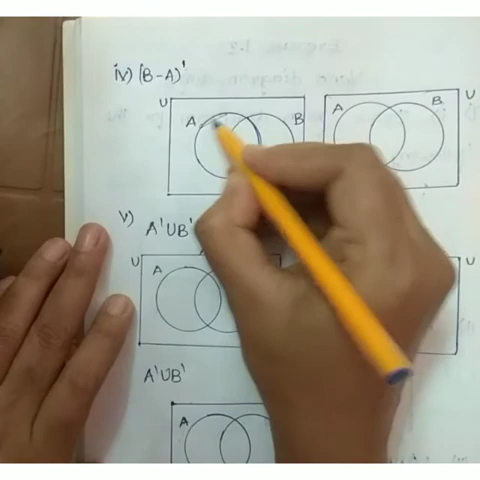 iv) (B-A)'
U
A B
A B U
v) A'UB'
U A
U
A'UB'
A